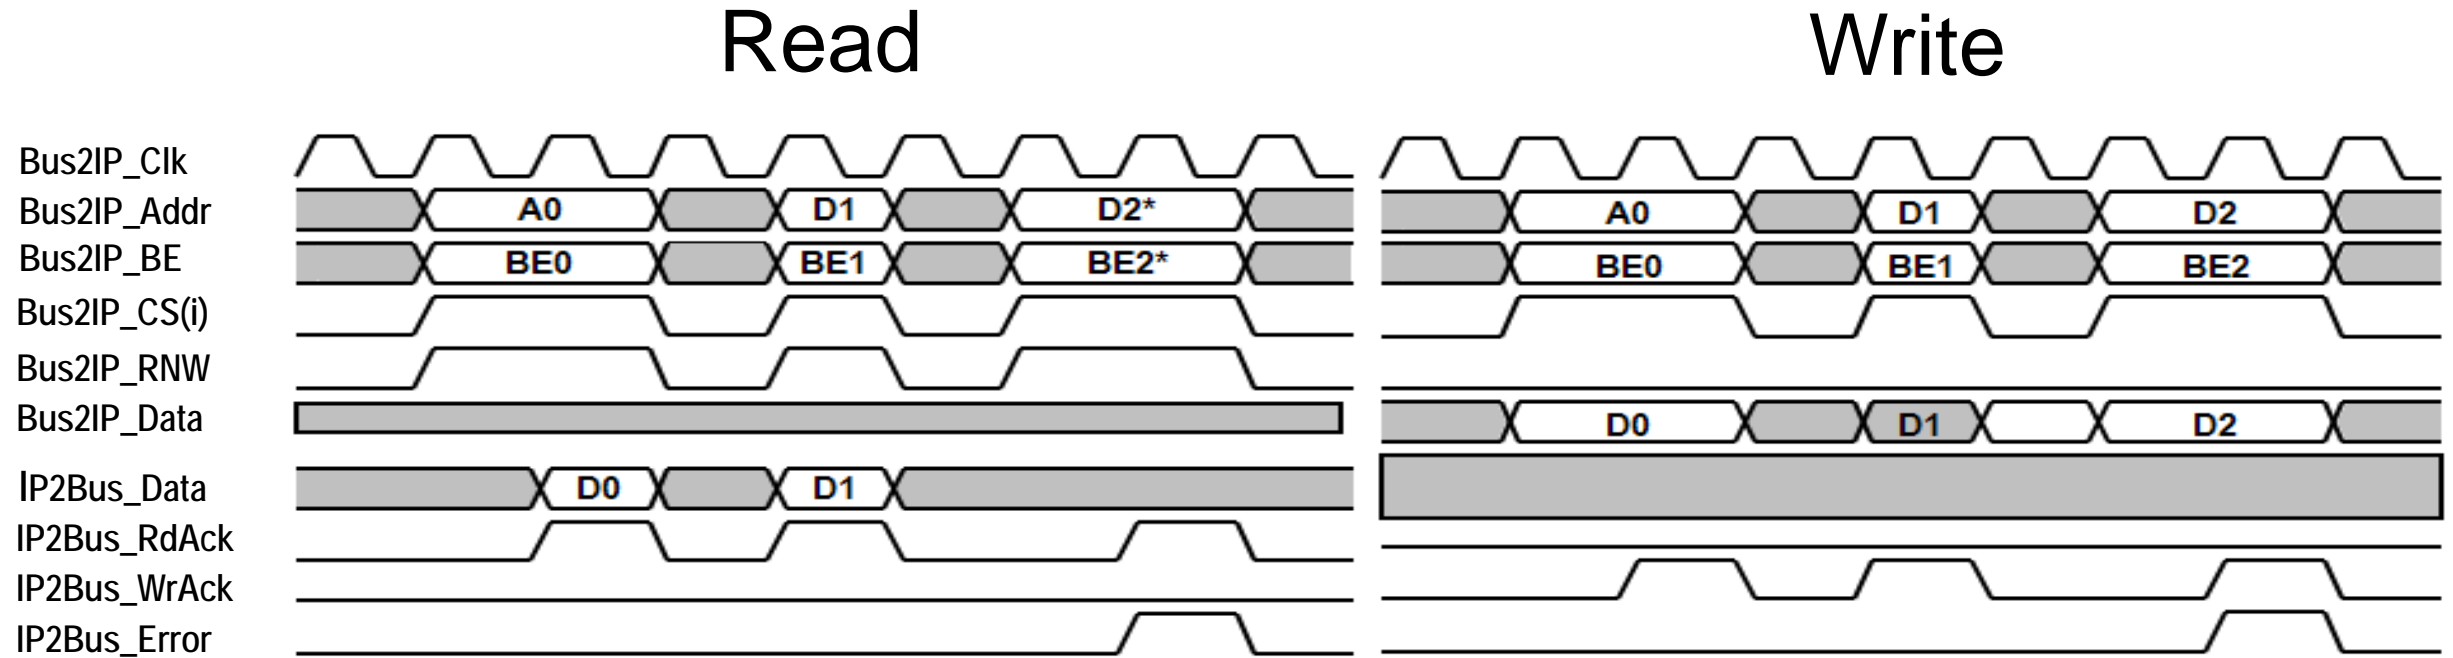 Read Write
Bus2IP_Clk
Bus2IP_Addr A0 D1 D2* A0 D1 D2
Bus2IP_BE BE0 BE1 BE2* BE0 BE1 BE2
Bus2IP_CS(i)
Bus2IP_RNW
Bus2IP_Data D0 D1 D2
IP2Bus_Data D0 D1
IP2Bus_RdAck
IP2Bus_WrAck
IP2Bus_Error